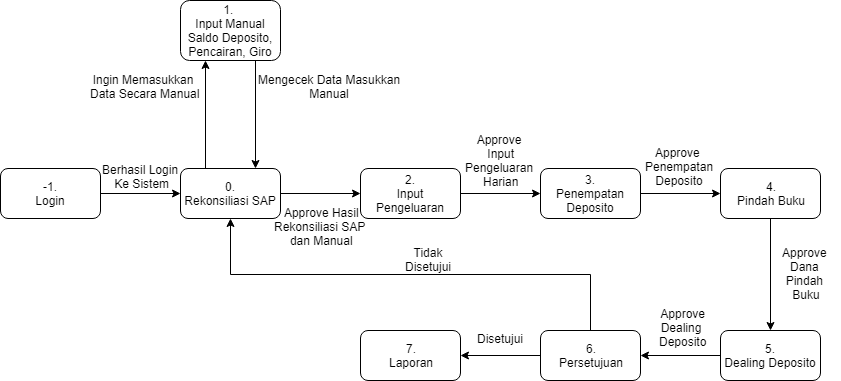 1.
Input Manual
Saldo Deposito,
Pencairan, Giro
Ingin Memasukkan
Data Secara Manual
Mengecek Data Masukkan
Manual
-1.
Login
Berhasil Login
Ke Sistem
0.
Rekonsiliasi SAP
Approve Hasil
Rekonsiliasi SAP
dan Manual
2.
Input
Pengeluaran
Approve
Input
Pengeluaran
Harian
3.
Penempatan
Deposito
Approve
Penempatan
Deposito
4.
Pindah Buku
Approve
Dana
Pindah
Buku
5.
Dealing Deposito
Approve
Dealing
Deposito
6.
Persetujuan
Tidak
Disetujui
Disetujui
7.
Laporan